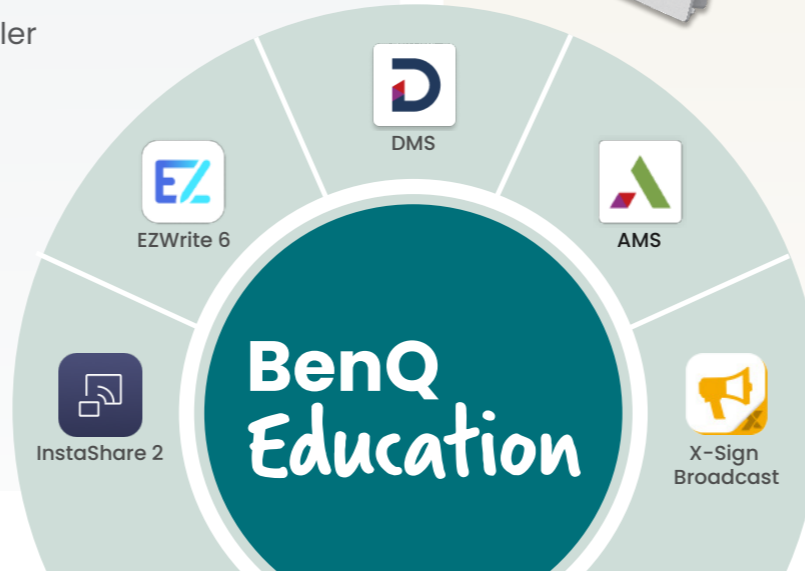 ler
DMS
EZWrite 6
AMS
BenQ
Education
InstaShare 2
X-Sign
Broadcast